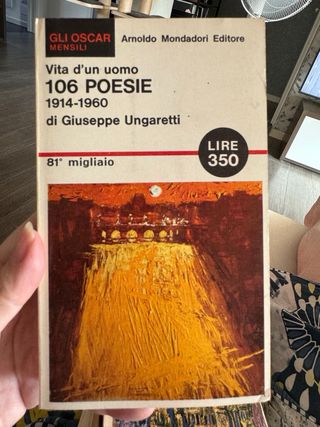 GLI OSCAR
MENSILI
Arnoldo Mondadori Editore
Vita d'un uomo
106 POESIE
1914-1960
di Giuseppe Ungaretti
LIRE
350
81° migliaio